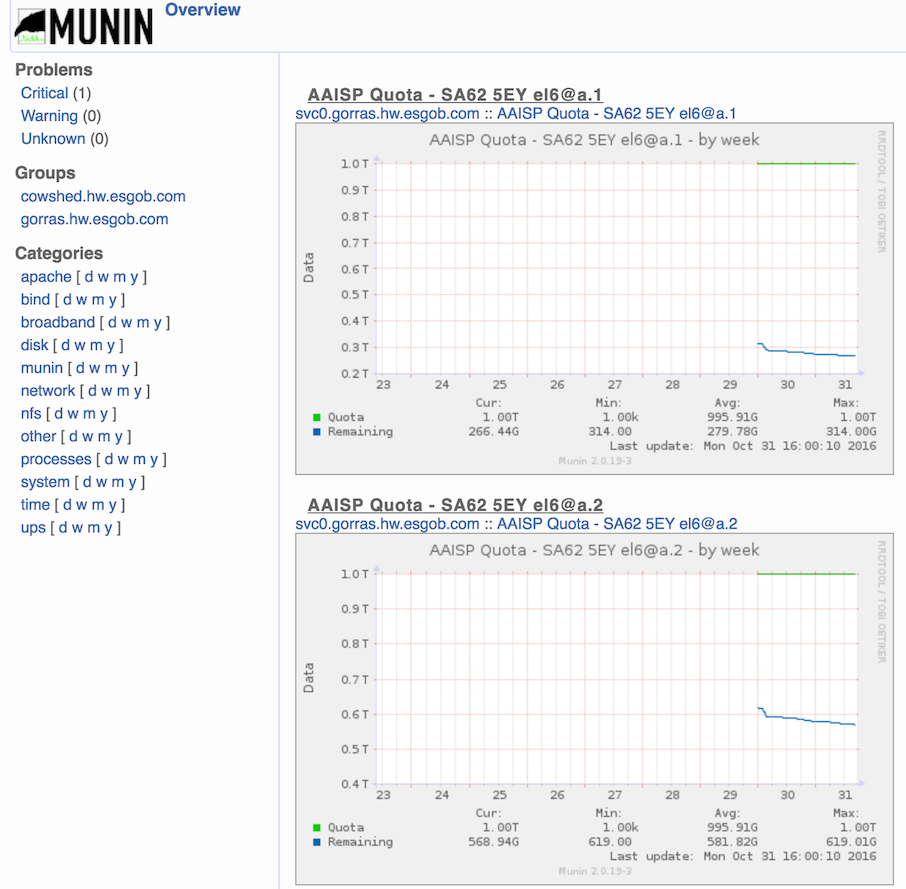 MUNIN
Overview
Problems
Critical (1)
Warning (0)
Unknown (0)
Groups
cowshed.hw.esgob.com
gorras.hw.esgob.com
Categories
apache [ d w m y ]
bind [ d w m y ]
broadband [ d w m y ]
disk [ d w m y ]
munin [ d w m y ]
network [ d w m y ]
nfs [ d w m y ]
other [ d w m y ]
processes [ d w m y ]
system [ d w m y ]
time [ d w m y ]
ups [ d w m y ]
AAISP Quota - SA62 5EY el6@a.1
svc0.gorras.hw.esgob.com :: AAISP Quota - SA62 5EY el6@a.1
AAISP Quota - SA62 5EY el6@a.1 - by week
RRDTOOL / TOBI OETIKER
Data
1.0 T
0.9 T
0.8 T
0.7 T
0.6 T
0.5 T
0.4 T
0.3 T
0.2 T
23 24 25 26 27 28 29 30 31
Cur: Min: Avg: Max:
Quota 1.00T 1.00k 995.91G 1.00T
Remaining 266.44G 314.00 279.78G 314.00G
Last update: Mon Oct 31 16:00:10 2016
Munin 2.0.19-3
AAISP Quota - SA62 5EY el6@a.2
svc0.gorras.hw.esgob.com :: AAISP Quota - SA62 5EY el6@a.2
AAISP Quota - SA62 5EY el6@a.2 - by week
RRDTOOL / TOBI OETIKER
Data
1.0 T
0.9 T
0.8 T
0.7 T
0.6 T
0.5 T
0.4 T
23 24 25 26 27 28 29 30 31
Cur: Min: Avg: Max:
Quota 1.00T 1.00k 995.91G 1.00T
Remaining 568.94G 619.00 581.82G 619.01G
Last update: Mon Oct 31 16:00:10 2016
Munin 2.0.19-3